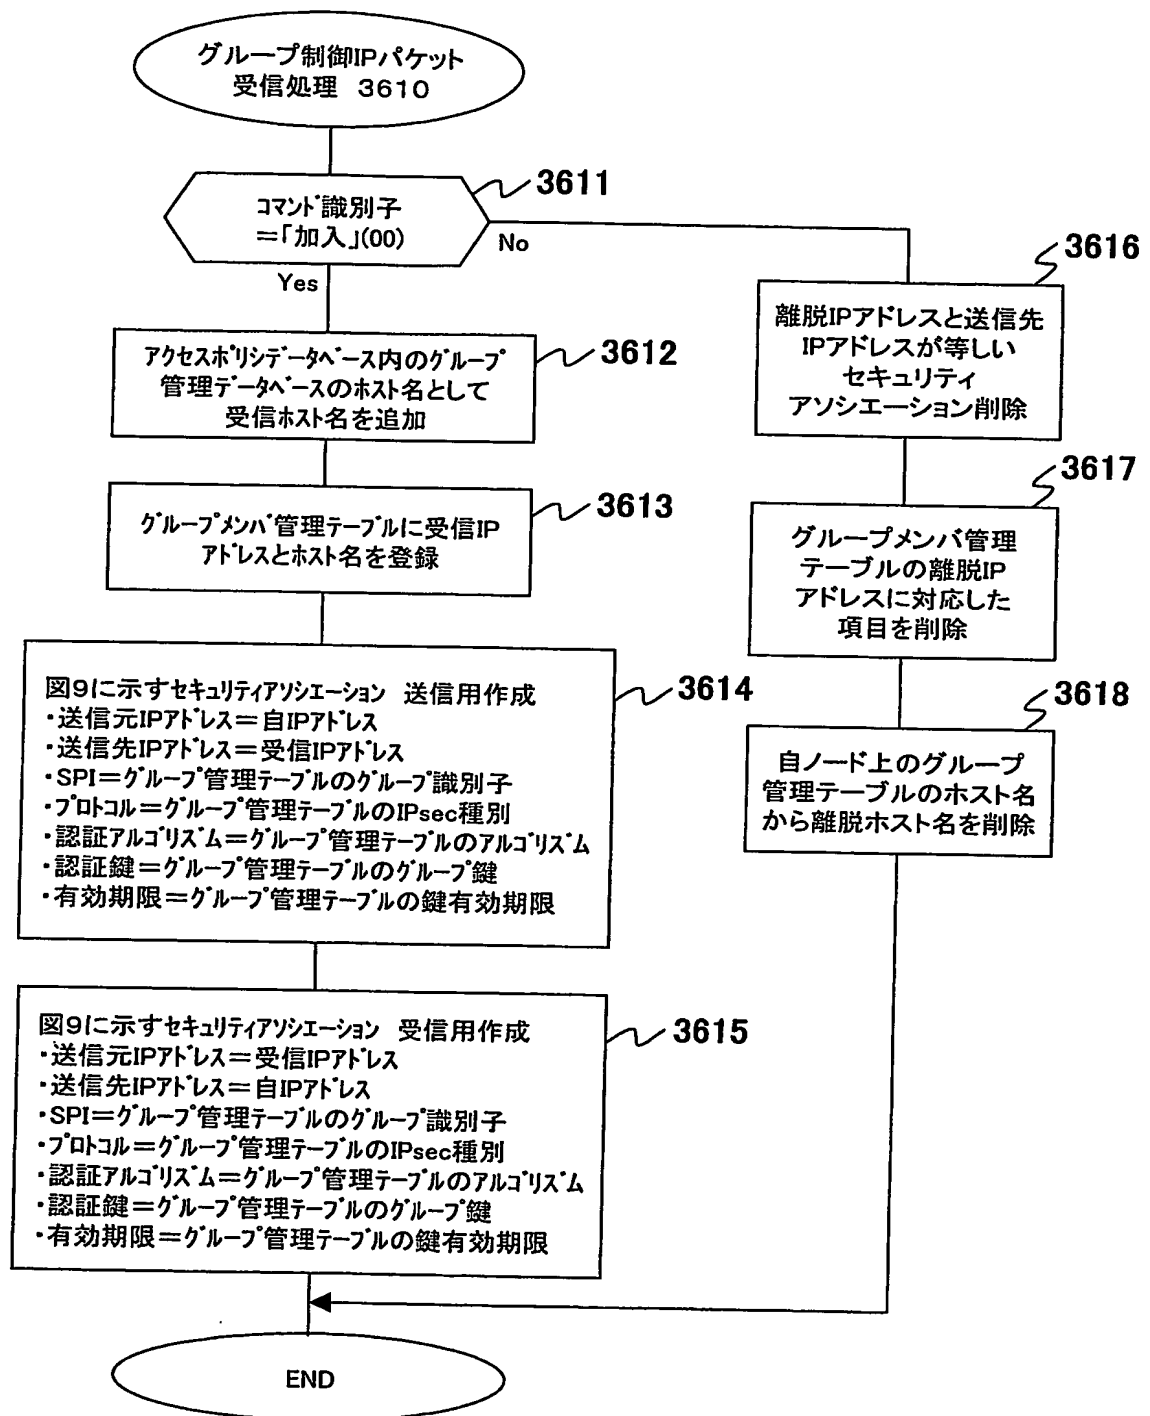 グループ制御IPパケット
受信処理 3610
3611
コマンド識別子
=「加入」(00)
No
Yes
3612
アクセスポリシデータベース内のグループ
管理データベースのホスト名として
受信ホスト名を追加
3613
グループメンバ管理テーブルに受信IP
アドレスとホスト名を登録
3614
図9に示すセキュリティアソシエーション 送信用作成
・送信元IPアドレス=自IPアドレス
・送信先IPアドレス=受信IPアドレス
・SPI=グループ管理テーブルのグループ識別子
・プロトコル=グループ管理テーブルのIPsec種別
・認証アルゴリズム=グループ管理テーブルのアルゴリズム
・認証鍵=グループ管理テーブルのグループ鍵
・有効期限=グループ管理テーブルの鍵有効期限
3615
図9に示すセキュリティアソシエーション 受信用作成
・送信元IPアドレス=受信IPアドレス
・送信先IPアドレス=自IPアドレス
・SPI=グループ管理テーブルのグループ識別子
・プロトコル=グループ管理テーブルのIPsec種別
・認証アルゴリズム=グループ管理テーブルのアルゴリズム
・認証鍵=グループ管理テーブルのグループ鍵
・有効期限=グループ管理テーブルの鍵有効期限
3616
離脱IPアドレスと送信先
IPアドレスが等しい
セキュリティ
アソシエーション削除
3617
グループメンバ管理
テーブルの離脱IP
アドレスに対応した
項目を削除
3618
自ノード上のグループ
管理テーブルのホスト名
から離脱ホスト名を削除
END